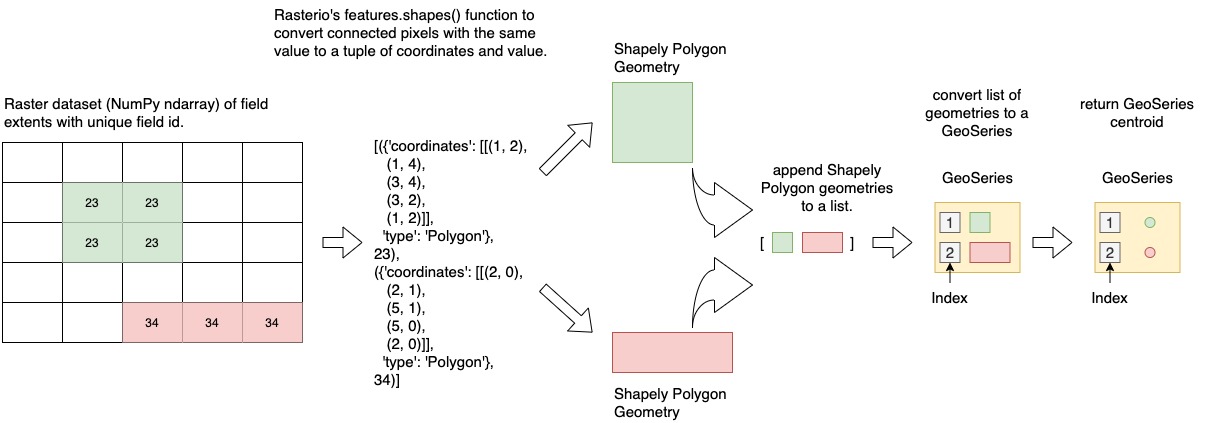 Rasterio's features.shapes() function to
convert connected pixels with the same
value to a tuple of coordinates and value.
Raster dataset (NumPy ndarray) of field
extents with unique field id.
23 23
23 23
34 34 34
[({'coordinates': [[(1, 2),
(1, 4),
(3, 4),
(3, 2),
(1, 2)]],
'type': 'Polygon'},
23),
({'coordinates': [[(2, 0),
(2, 1),
(5, 1),
(5, 0),
(2, 0)]],
'type': 'Polygon'},
34)]
Shapely Polygon
Geometry
Shapely Polygon
Geometry
append Shapely
Polygon geometries
to a list.
[ ]
convert list of
geometries to a
GeoSeries
GeoSeries
1
2
Index
return GeoSeries
centroid
GeoSeries
1
2
Index